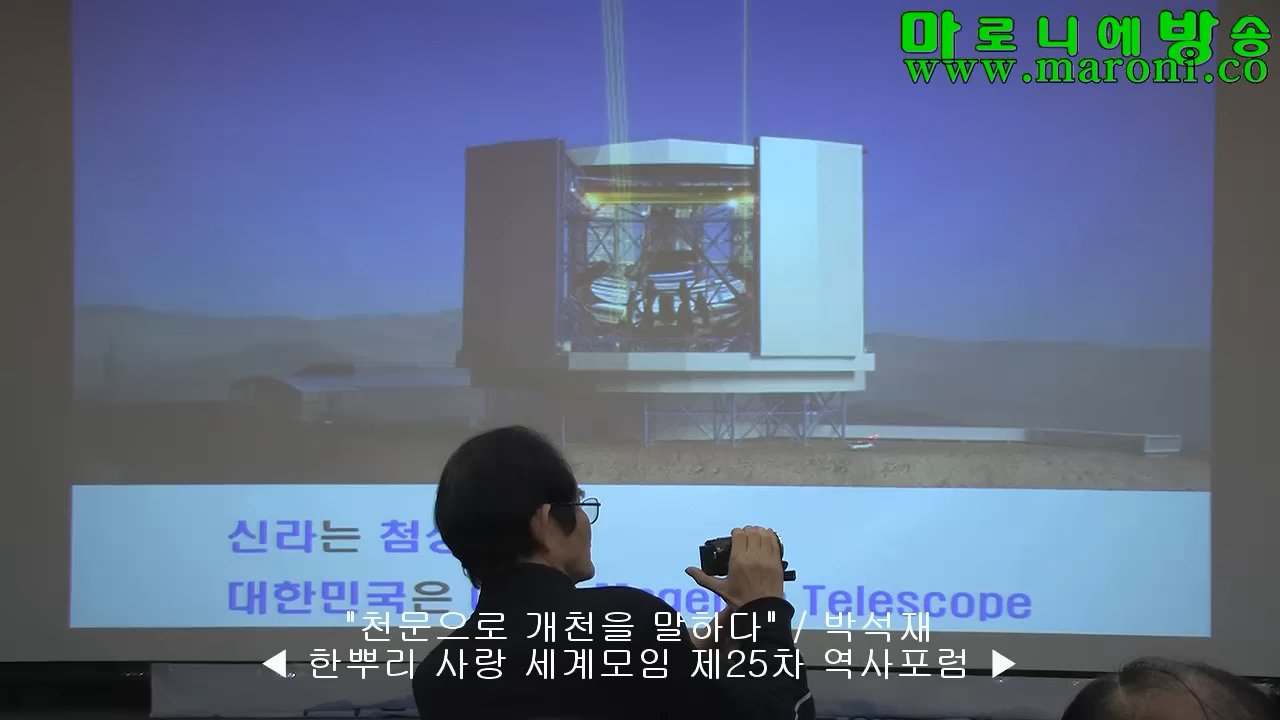 마로니에방송
www.maroni.co
신라는
대한민국은 Telescope
"천문으로 개천을 말하다" / 박석재
◀ 한뿌리 사랑 세계모임 제25차 역사포럼 ▶